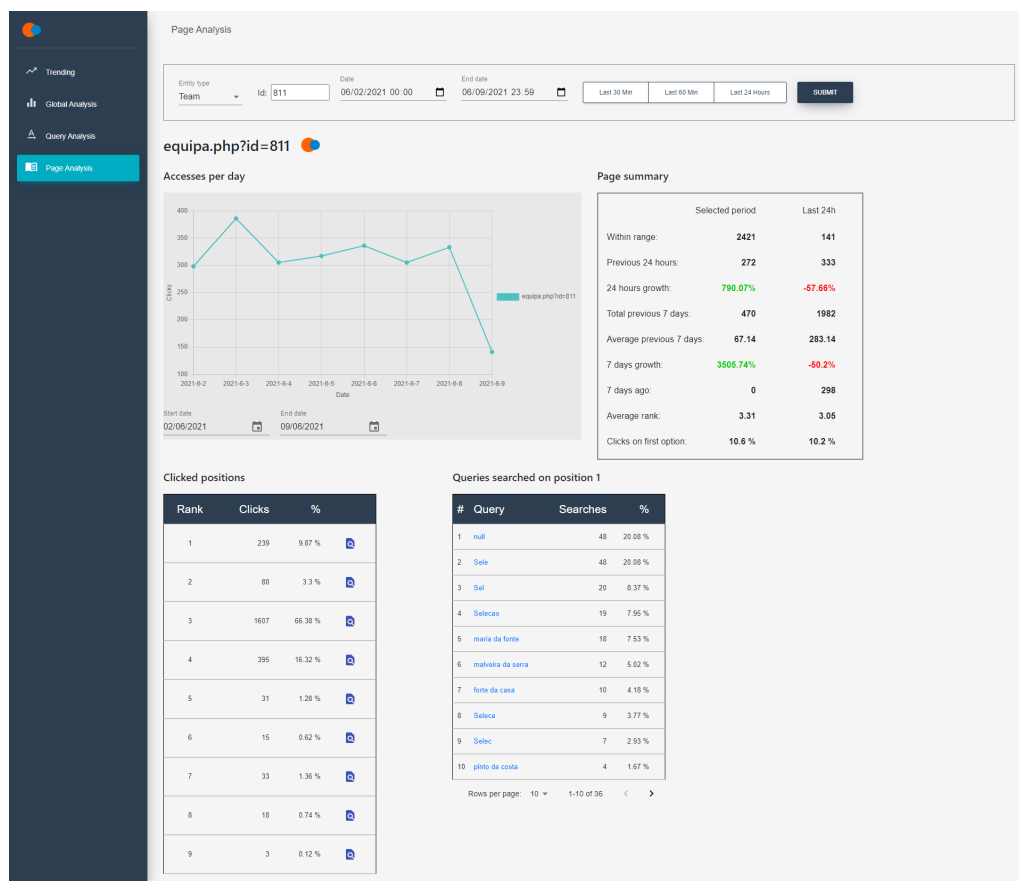 Page Analysis
Trending
Global Analysis
Query Analysis
Page Analysis
Entity type
Team
Id: 811
Date
06/02/2021 00:00
End date
06/09/2021 23:59
Last 30 Min Last 60 Min Last 24 Hours
SUBMIT
equipa.php?id=811
Accesses per day
400
350
300
250
200
150
100
Clicks
2021-6-2 2021-6-3 2021-6-4 2021-6-5 2021-6-6 2021-6-7 2021-6-8 2021-6-9
Date
equipa.php?id=811
Start date
02/06/2021
End date
09/06/2021
Page summary
Selected period Last 24h
Within range: 2421 141
Previous 24 hours: 272 333
24 hours growth: 790.07% -57.66%
Total previous 7 days: 470 1982
Average previous 7 days: 67.14 283.14
7 days growth: 3505.74% -50.2%
7 days ago: 0 298
Average rank: 3.31 3.05
Clicks on first option: 10.6 % 10.2 %
Clicked positions
Rank Clicks %
1 239 9.87 %
2 80 3.3 %
3 1607 66.38 %
4 395 16.32 %
5 31 1.28 %
6 15 0.62 %
7 33 1.36 %
8 18 0.74 %
9 3 0.12 %
Queries searched on position 1
# Query Searches %
1 null 48 20.08 %
2 Sele 48 20.08 %
3 Sel 20 8.37 %
4 Selecao 19 7.95 %
5 maria da fonte 18 7.53 %
6 malveira da serra 12 5.02 %
7 forte da casa 10 4.18 %
8 Seleca 9 3.77 %
9 Selec 7 2.93 %
10 pinto da costa 4 1.67 %
Rows per page: 10 1-10 of 36